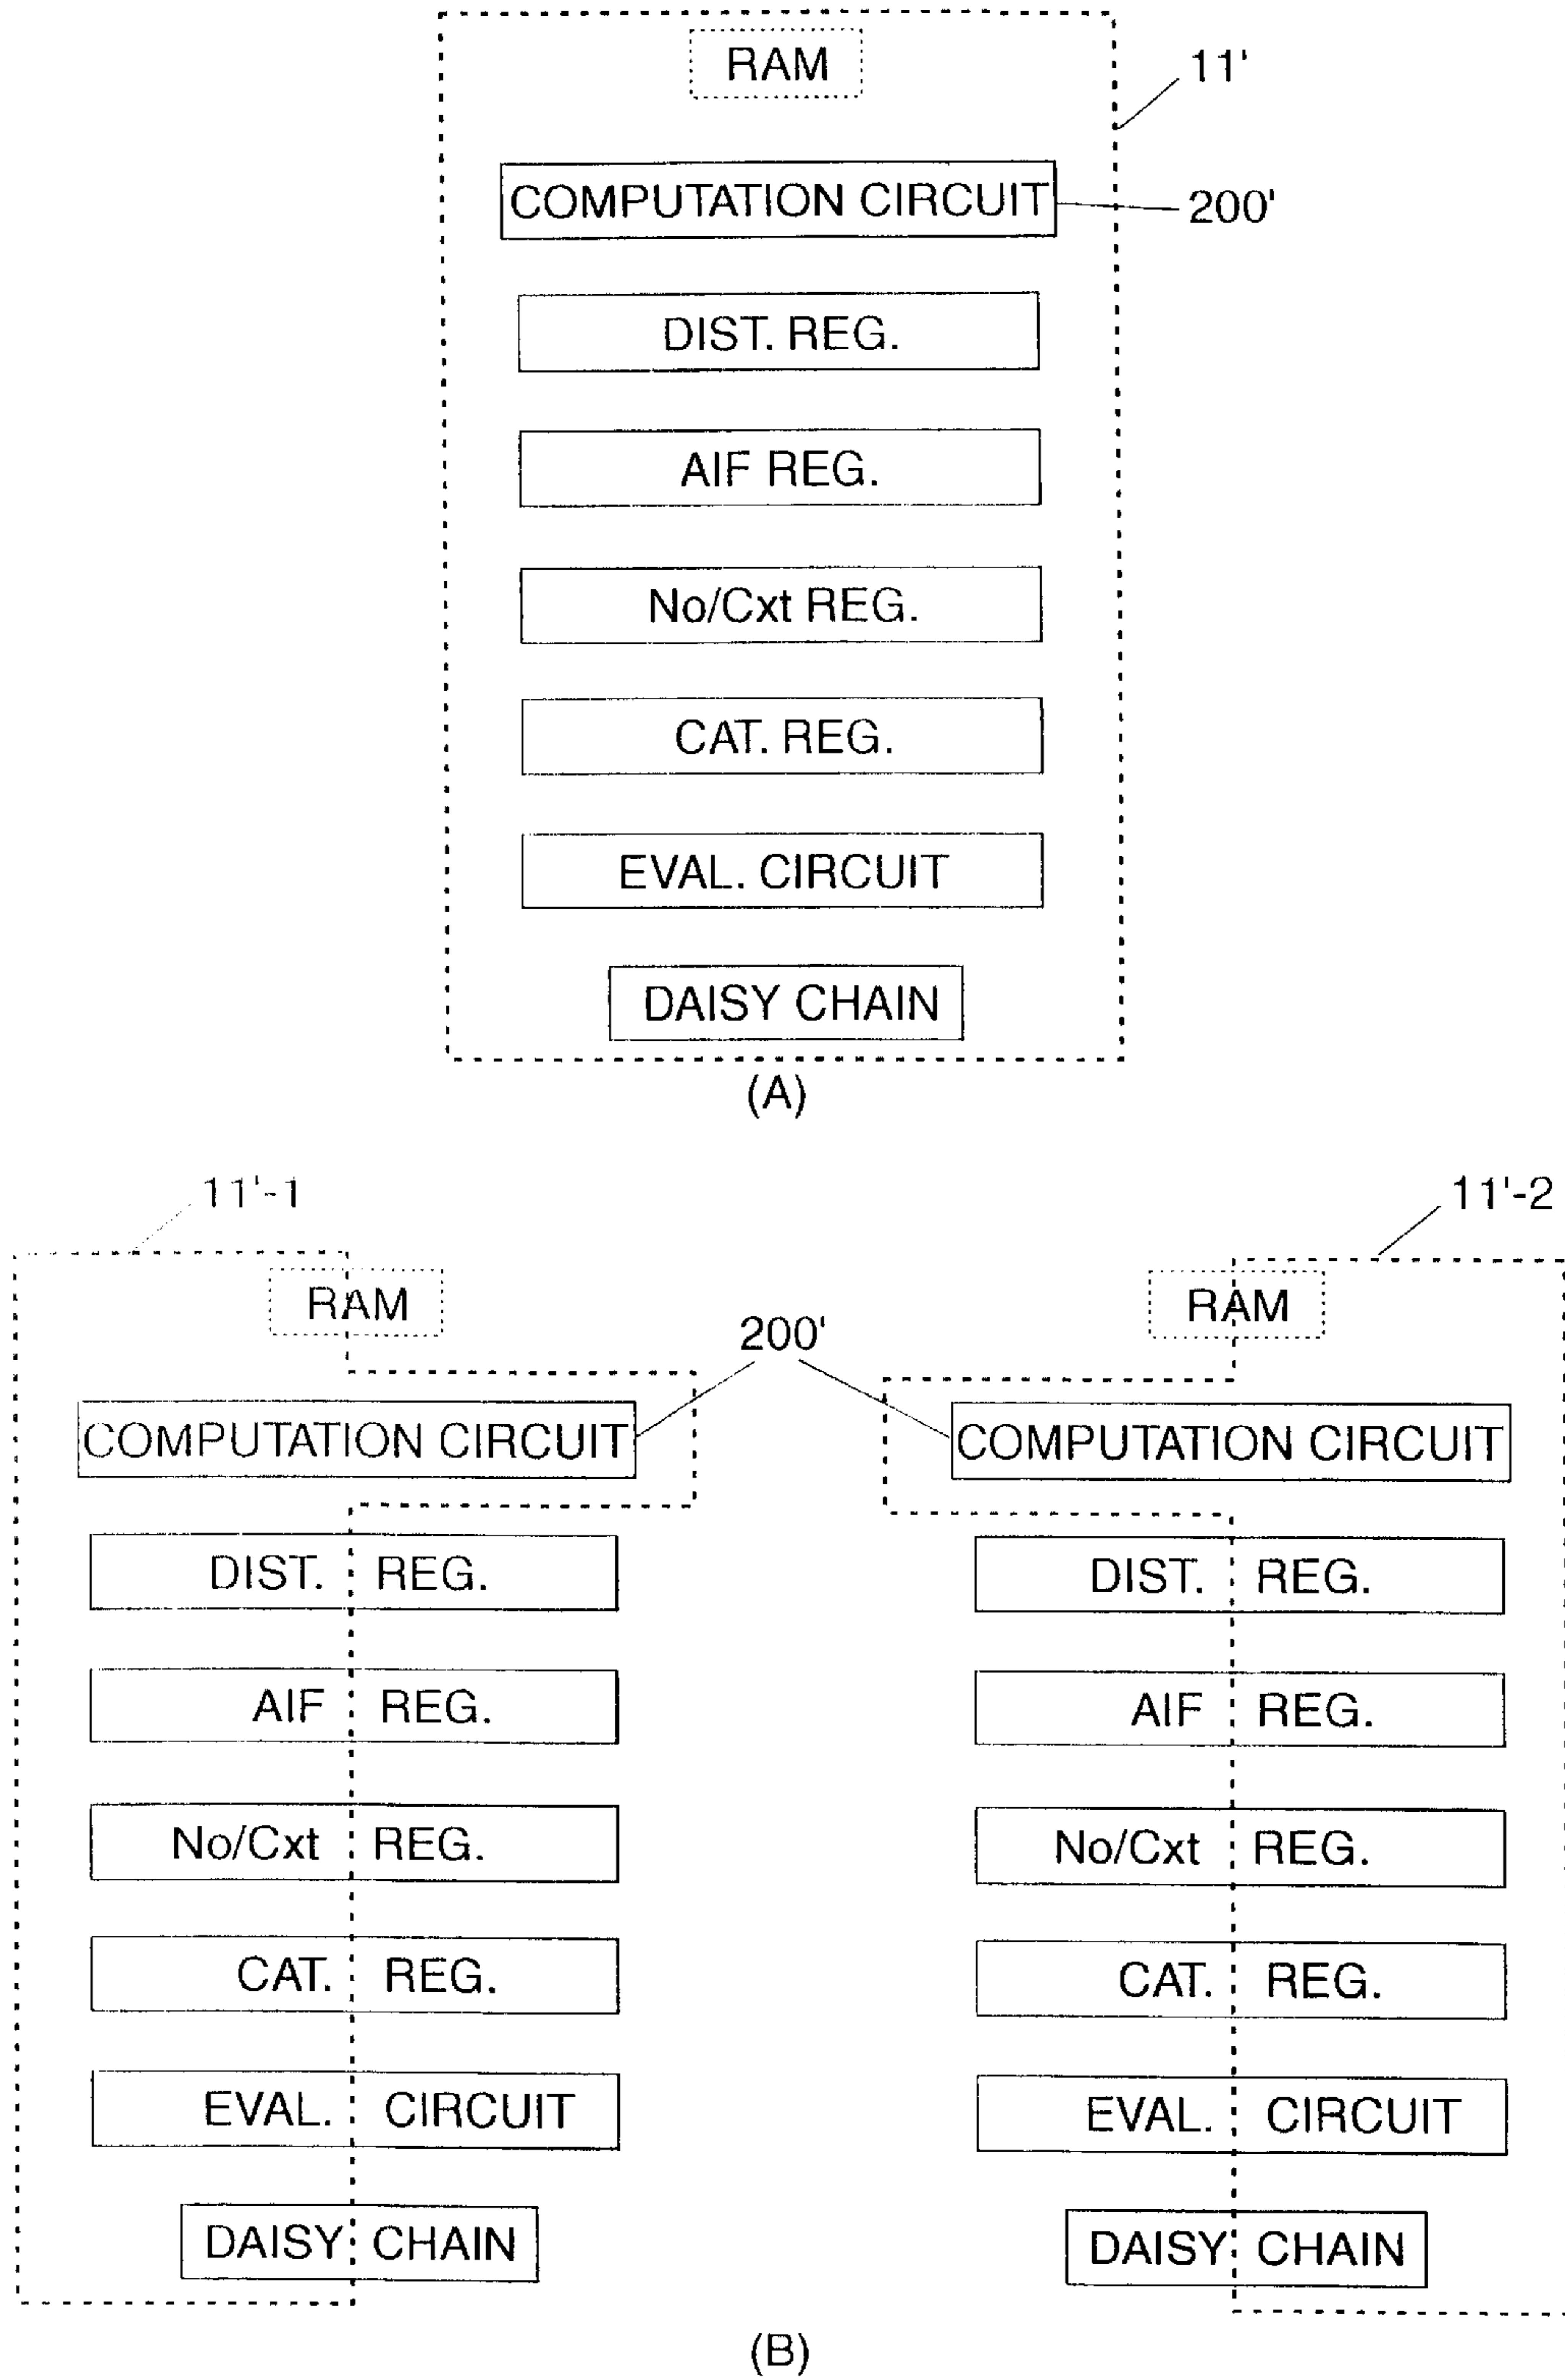 RAM
11'
COMPUTATION CIRCUIT
200'
DIST. REG.
AIF REG.
No/Cxt REG.
CAT. REG.
EVAL. CIRCUIT
DAISY CHAIN
(A)
11'-1
11'-2
RAM
RAM
200'
COMPUTATION CIRCUIT
COMPUTATION CIRCUIT
DIST. REG.
DIST. REG.
AIF REG.
AIF REG.
No/Cxt REG.
No/Cxt REG.
CAT. REG.
CAT. REG.
EVAL. CIRCUIT
EVAL. CIRCUIT
DAISY CHAIN
DAISY CHAIN
(B)